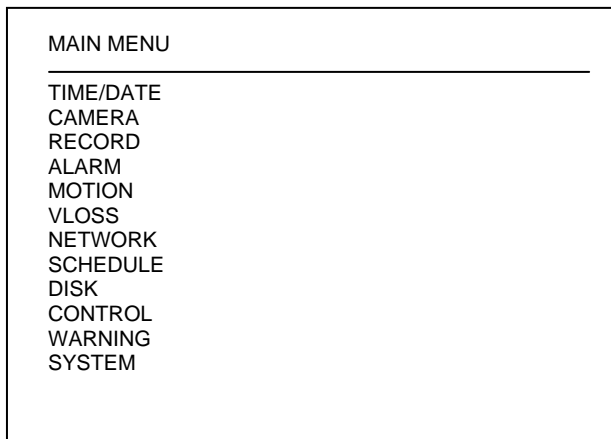 MAIN MENU
TIME/DATE
CAMERA
RECORD
ALARM
MOTION
VLOSS
NETWORK
SCHEDULE
DISK
CONTROL
WARNING
SYSTEM